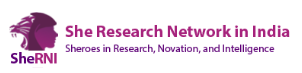 She Research Network in India
Sheroes in Research, Novation, and Intelligence
SheRNI